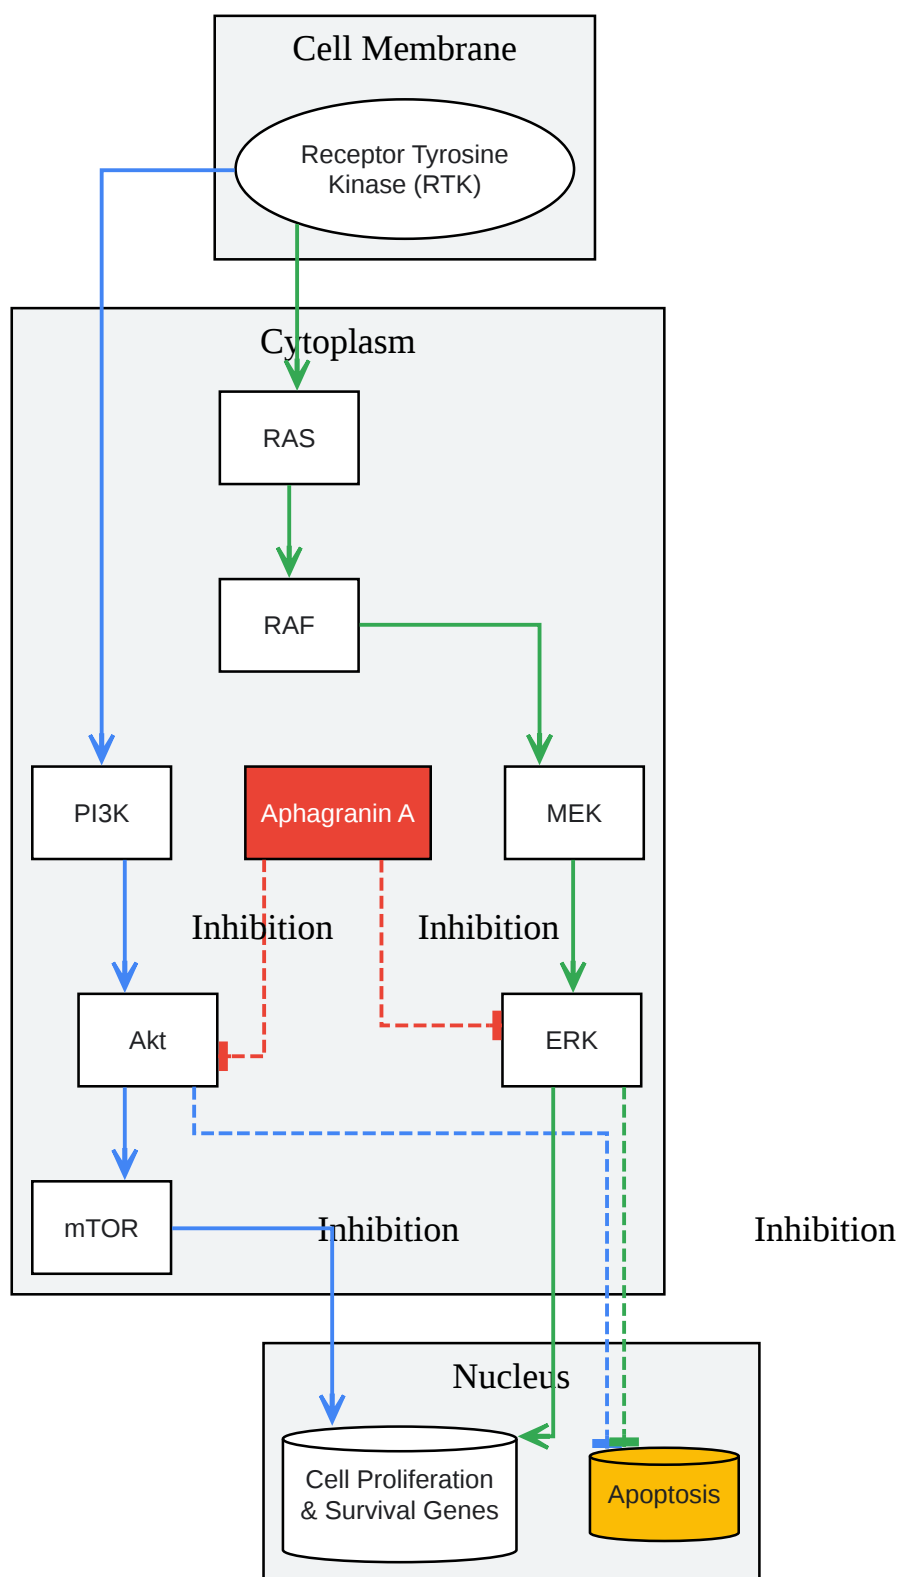 Cell Membrane
Receptor Tyrosine
Kinase (RTK)
Cytoplasm
RAS
RAF
PI3K
Aphagranin A
MEK
Inhibition
Inhibition
Akt
ERK
mTOR
Inhibition
Inhibition
Nucleus
Cell Proliferation
& Survival Genes
Apoptosis